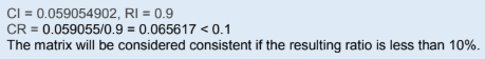 CI = 0.059054902, RI = 0.9
CR = 0.059055/0.9 = 0.065617 < 0.1
The matrix will be considered consistent if the resulting ratio is less than 10%.